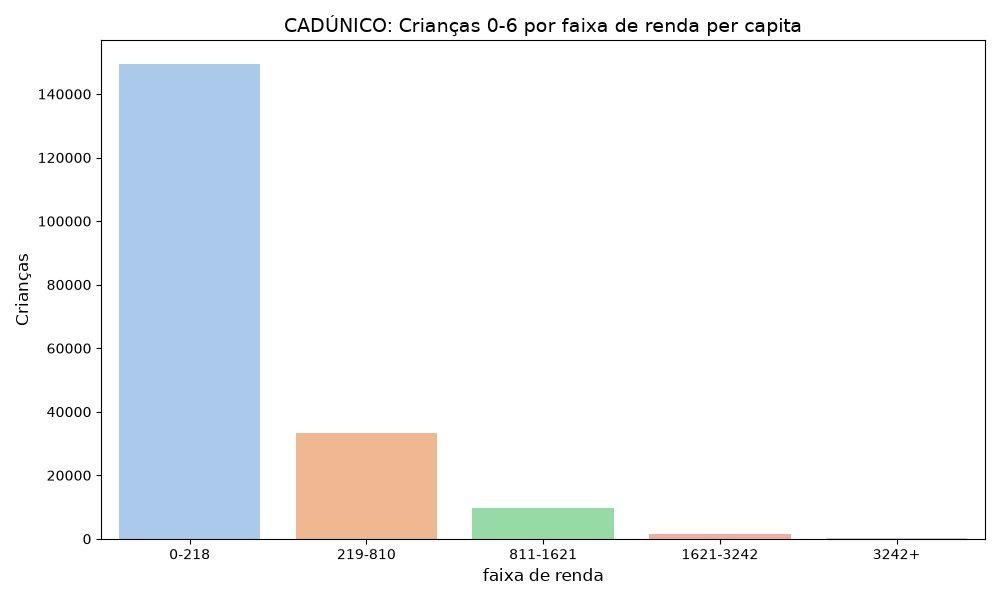 CADÚNICO: Crianças 0-6 por faixa de renda per capita
Crianças
140000
120000
100000
80000
60000
40000
20000
0
0-218 219-810 811-1621 1621-3242 3242+
faixa de renda